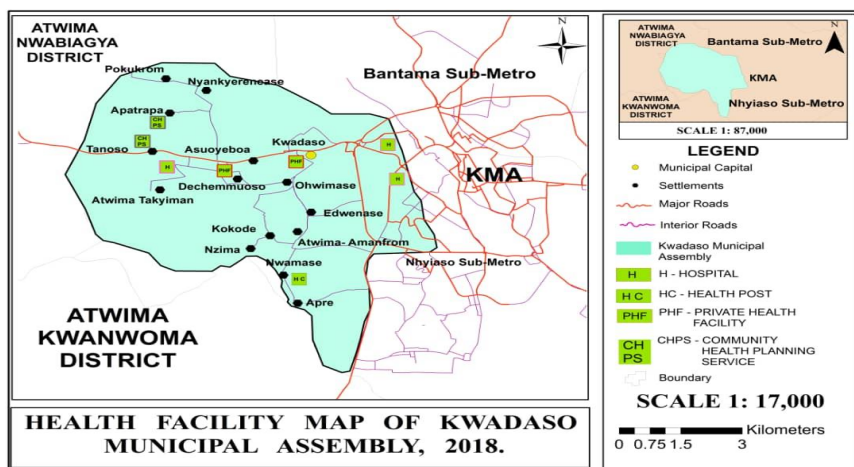 ATWIMA
NWABIAGYA
DISTRICT
N
Pokukrom
Nyankyerenease
Bantama Sub-Metro
Apatrapa
CH
PS
CH
PS
Tanoso
Asuoyeboa
Kwadaso
PHF
H
H
PHF
H
KMA
Dechemmuoso
Ohwimase
Atwima Takyiman
Edwenase
Kokode
Nzima
Atwima- Amanfrom
Nwamase
H C
Nhyiaso Sub-Metro
Apre
ATWIMA
KWANWOMA
DISTRICT
HEALTH FACILITY MAP OF KWADASO
MUNICIPAL ASSEMBLY, 2018.
ATWIMA
NWABIAGYA
DISTRICT
Bantama Sub-Metro
N
KMA
ATWIMA
KWANWOMA
DISTRICT
Nhyiaso Sub-Metro
SCALE 1: 87,000
LEGEND
Municipal Capital
Settlements
Major Roads
Interior Roads
Kwadaso Municipal
Assembly
H H - HOSPITAL
H C HC - HEALTH POST
PHF PHF - PRIVATE HEALTH
FACILITY
CH
PS
CHPS - COMMUNITY
HEALTH PLANNING
SERVICE
Boundary
SCALE 1: 17,000
Kilometers
0 0.75 1.5 3